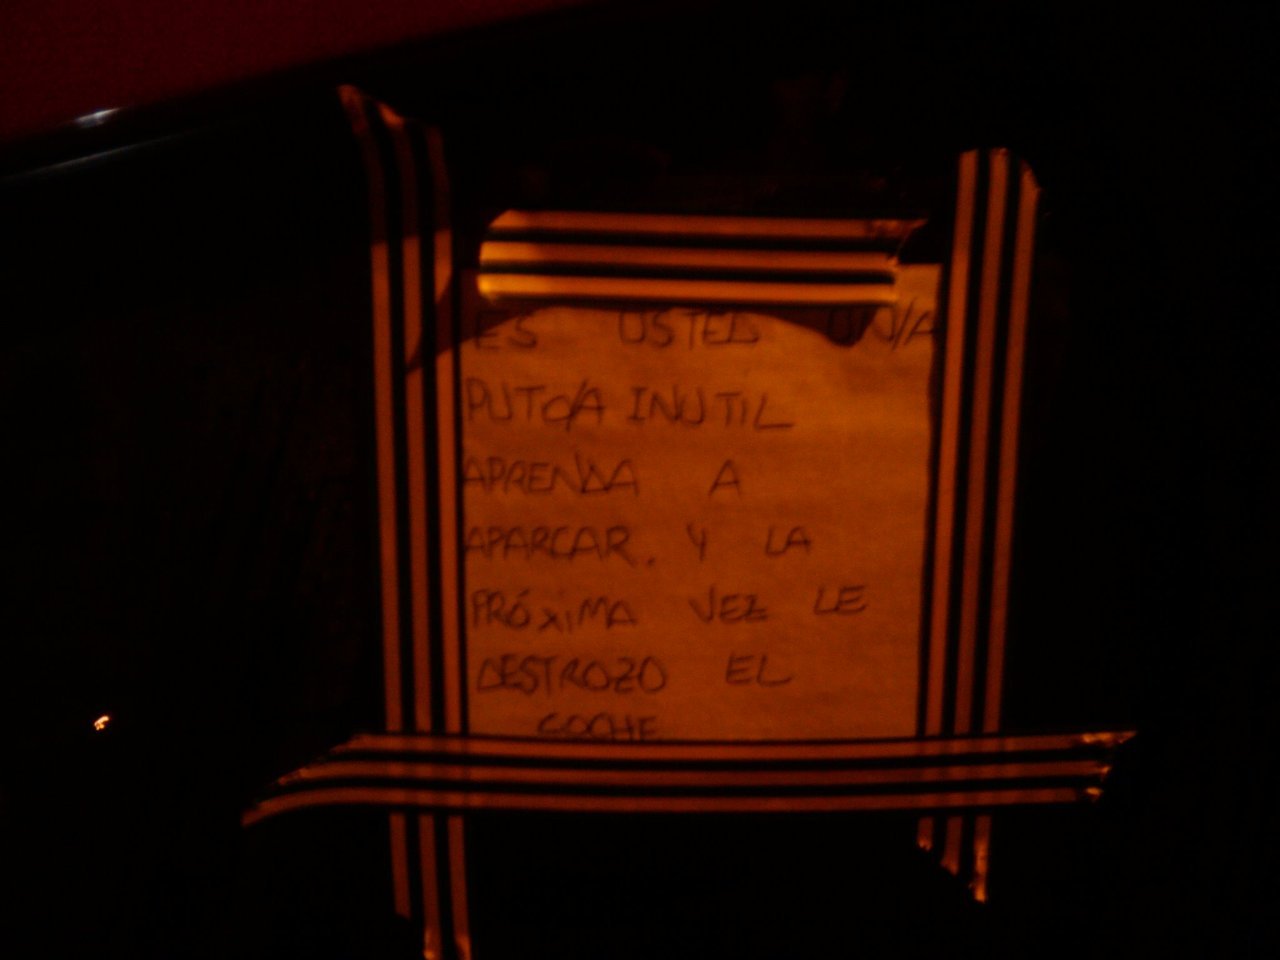 ES USTED UN/A
PUTO/A INUTIL
APRENDA A
APARCAR. Y LA
PRÓXIMA VEZ LE
DESTROZO EL
COCHE